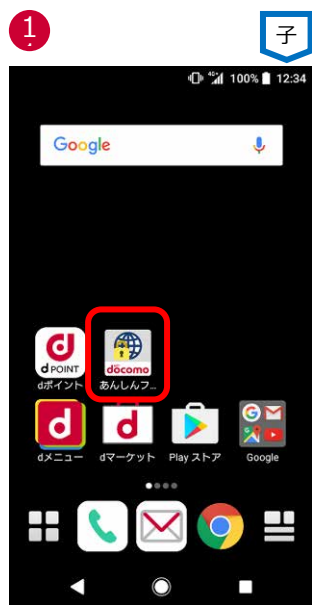 1
子
4G 100% 12:34
Google
d POINT
döcomo
dポイント
あんしんフ...
d
d
G M
dメニュー
dマーケット
Play ストア
Google